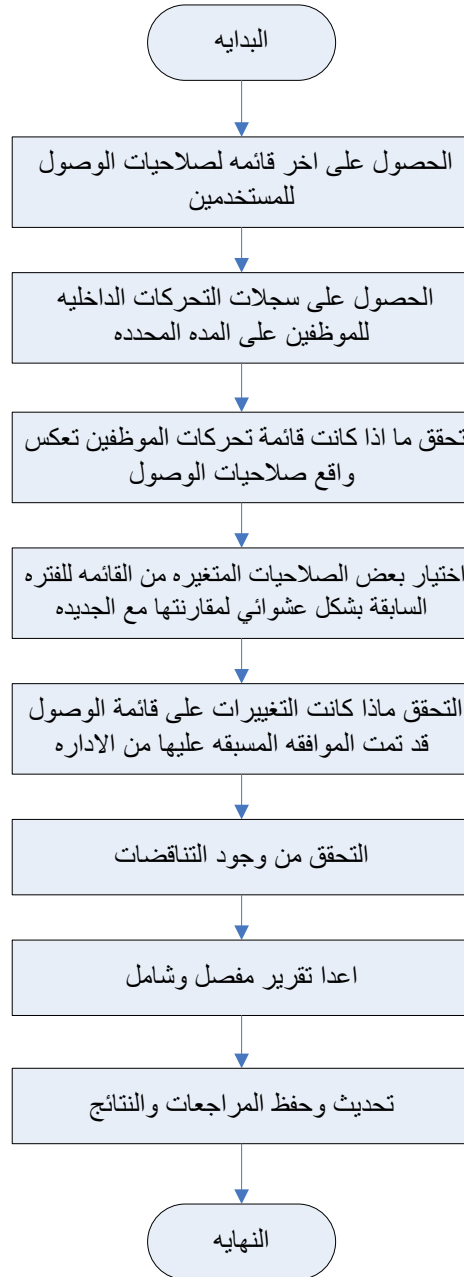 البدايه
الحصول على اخر قائمه لصلاحيات الوصول
للمستخدمين
الحصول على سجلات التحركات الداخليه
للموظفين على المده المحدده
تحقق ما اذا كانت قائمة تحركات الموظفين تعكس
واقع صلاحيات الوصول
اختيار بعض الصلاحيات المتغيره من القائمه للفتره
السابقة بشكل عشوائي لمقارنتها مع الجديده
التحقق ماذا كانت التغييرات على قائمة الوصول
قد تمت الموافقه المسبقه عليها من الاداره
التحقق من وجود التناقضات
اعدا تقرير مفصل وشامل
تحديث وحفظ المراجعات والنتائج
النهايه